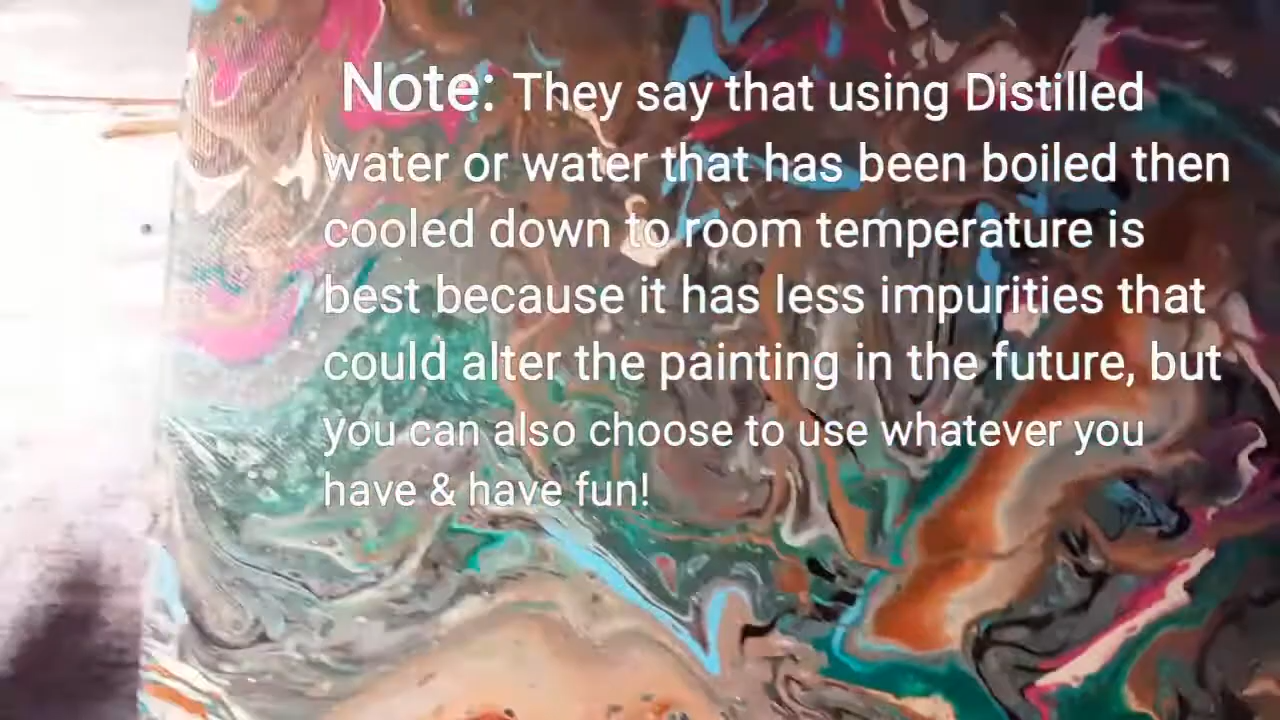 Note: They say that using Distilled
water or water that has been boiled then
cooled down to room temperature is
best because it has less impurities that
could alter the painting in the future, but
you can also choose to use whatever you
have & have fun!